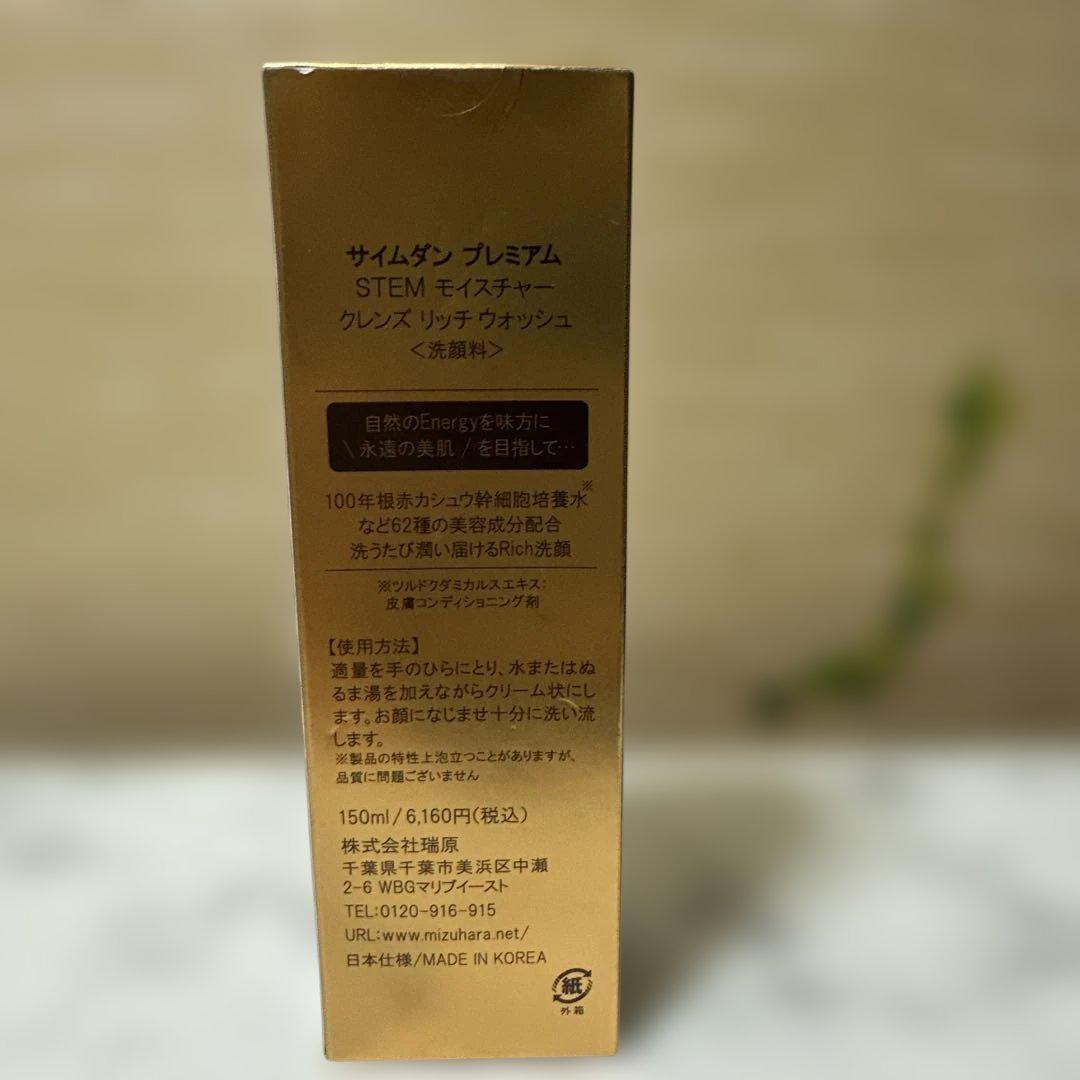 サイムダン プレミアム
STEM モイスチャー
クレンズ リッチ ウォッシュ
＜洗顔料＞
自然のEnergyを味方に
\ 永遠の美肌 / を目指して…
100年根赤カシュウ幹細胞培養水※
など62種の美容成分配合
洗うたび潤い届けるRich洗顔
※ツルドクダミカルスエキス:
皮膚コンディショニング剤
【使用方法】
適量を手のひらにとり、水またはぬ
るま湯を加えながらクリーム状にし
ます。お顔になじませ十分に洗い流
します。
※製品の特性上泡立つことがありますが、
品質に問題ございません
150ml / 6,160円(税込)
株式会社瑞原
千葉県千葉市美浜区中瀬
2-6 WBGマリブイースト
TEL:0120-916-915
URL:www.mizuhara.net/
日本仕様/MADE IN KOREA
紙
外箱